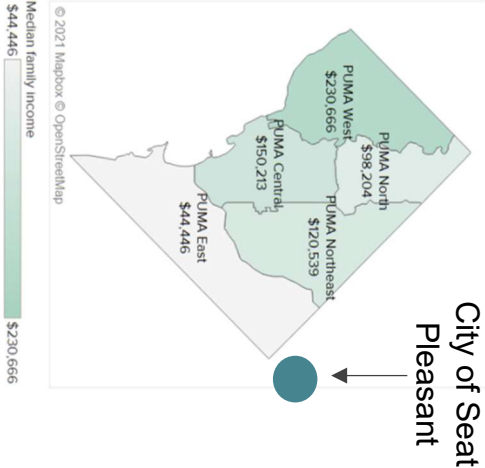 City of Seat
Pleasant
PUMA North
$98,204
PUMA West
$230,666
PUMA Northeast
$120,539
PUMA Central
$150,213
PUMA East
$44,446
© 2021 Mapbox © OpenStreetMap
Median family income
$44,446
$230,666